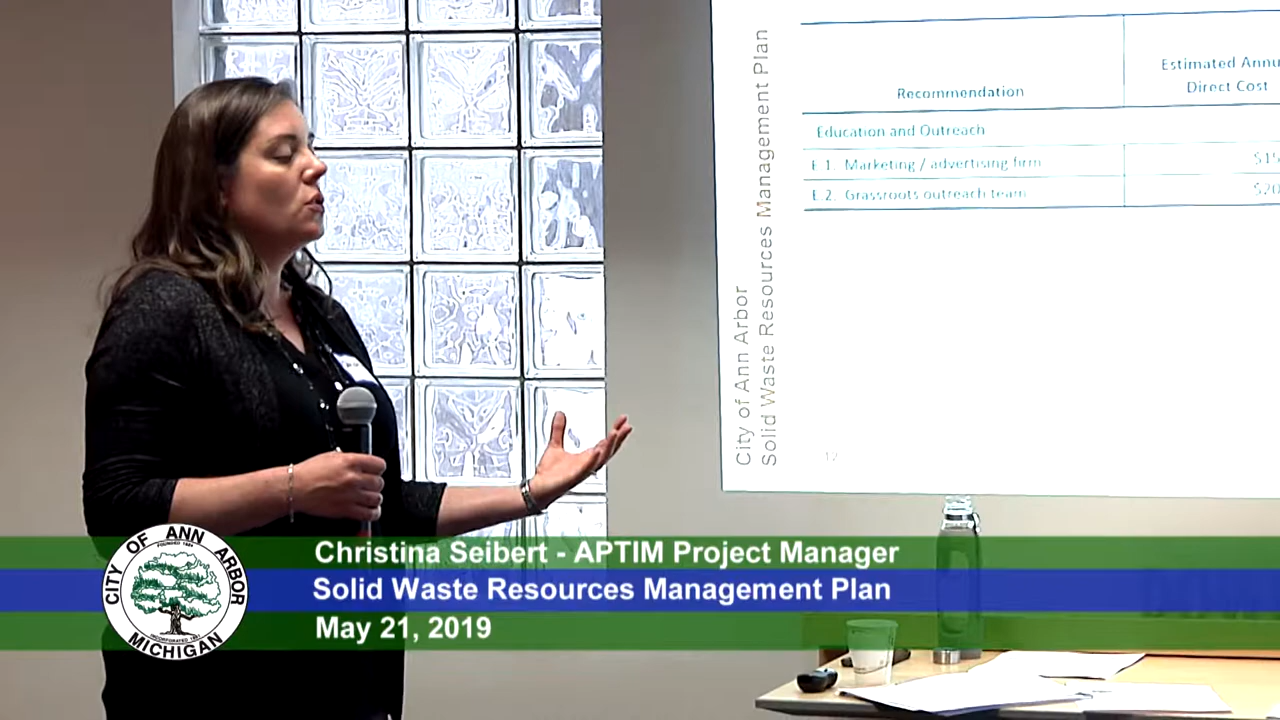 City of Ann Arbor
Solid Waste Resources Management Plan
Recommendation
Direct Cost
Education and Outreach
E.1. Marketing / advertising firm
E.2. Grassroots outreach team
12
CITY OF ANN ARBOR
MICHIGAN
Christina Seibert - APTIM Project Manager
Solid Waste Resources Management Plan
May 21, 2019